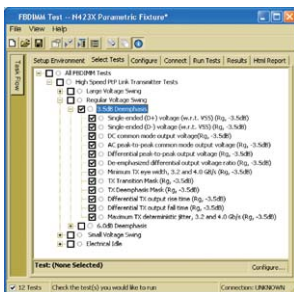 FBDIMM Test -- N423X Parametric Fixture*
File View Help
Task Flow
Setup Environment Select Tests Configure Connect Run Tests Results Html Report
All FBDIMM Tests
High Speed PtP Link Transmitter Tests
Large Voltage Swing
Regular Voltage Swing
3.5dB Deemphasis
Single-ended (D+) voltage (w.r.t. VSS) (Rg, -3.5dB)
Single-ended (D-) voltage (w.r.t. VSS) (Rg, -3.5dB)
DC common mode output voltage(Rg, -3.5dB)
AC peak-to-peak common mode output voltage (Rg, -3.5dB)
Differential peak-to-peak output voltage (Rg, -3.5dB)
De-emphasized differential output voltage ratio (Rg, -3.5dB)
Minimum TX eye width, 3.2 and 4.0 GB/s (Rg, -3.5dB)
TX Transition Mask (Rg, -3.5dB)
TX Deemphasis Mask (Rg, -3.5dB)
Differential TX output rise time (Rg, -3.5dB)
Differential TX output fall time (Rg, -3.5dB)
Maximum TX deterministic jitter, 3.2 and 4.0 Gb/s (Rg, -3.5dB)
6.0dB Deemphasis
Small Voltage Swing
Electrical Idle
Test: (None Selected)
Configure...
12 Tests Check the test(s) you would like to run Connection: UNKNOWN